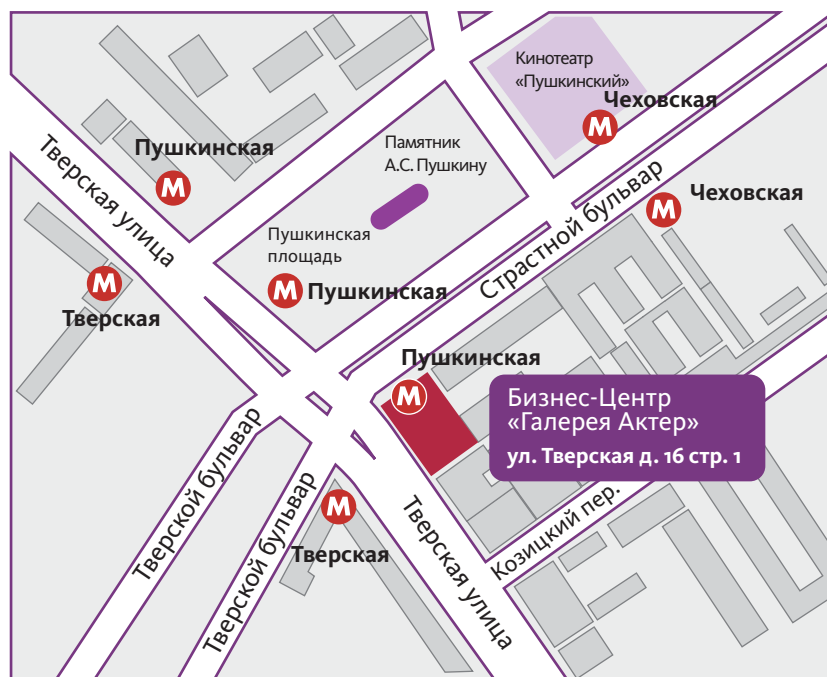 Кинотеатр
«Пушкинский»
Чеховская
М
Памятник
А.С. Пушкину
Пушкинская
М
Тверская улица
Чеховская
М
Страстной бульвар
Пушкинская
площадь
М
Пушкинская
М
Тверская
Пушкинская
М
Бизнес-Центр
«Галерея Актер»
ул. Тверская д. 16 стр. 1
Тверской бульвар
Тверской бульвар
М
Тверская
Тверская улица
Козицкий пер.